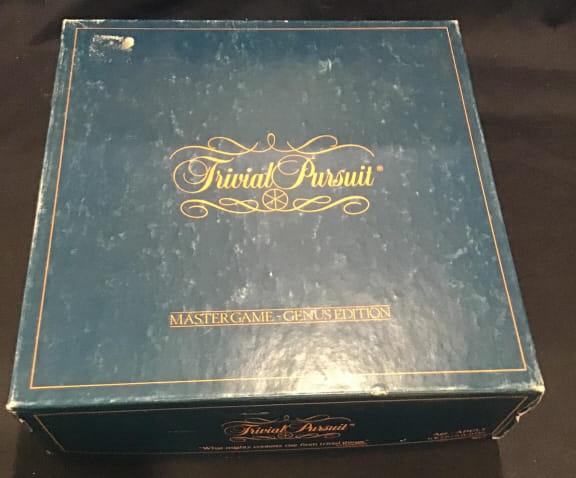 Trivial Pursuit®
MASTER GAME - GENUS EDITION
Trivial Pursuit®
"What mighty contests rise from trivial things"